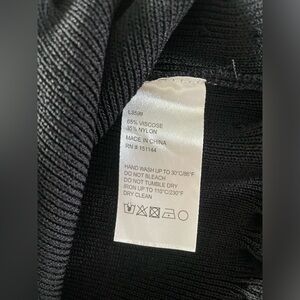 L3599
65% VISCOSE
35% NYLON
MADE IN CHINA
RN # 151144
HAND WASH UP TO 30°C/86°F
DO NOT BLEACH
DO NOT TUMBLE DRY
IRON UP TO 110°C/230°F
DRY CLEAN